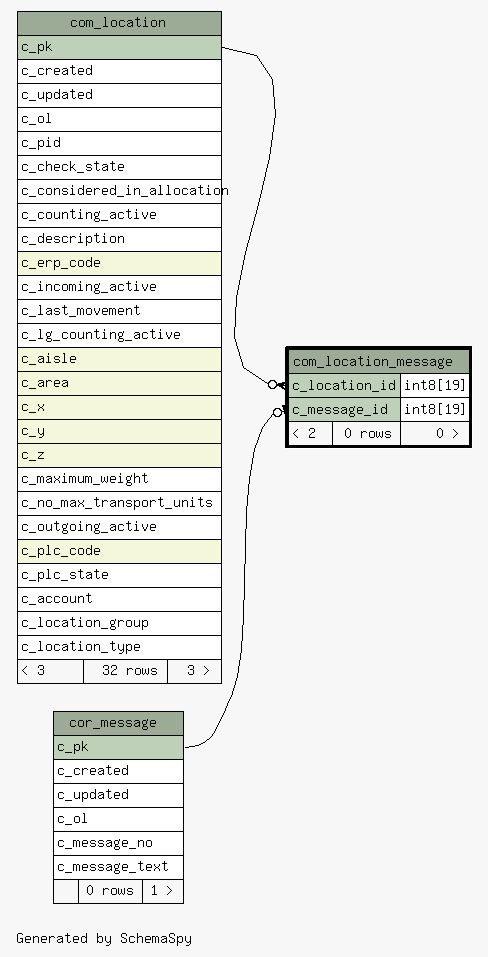 com_location
c_pk
c_created
c_updated
c_ol
c_pid
c_check_state
c_considered_in_allocation
c_counting_active
c_description
c_erp_code
c_incoming_active
c_last_movement
c_lg_counting_active
c_aisle
c_area
c_x
c_y
c_z
c_maximum_weight
c_no_max_transport_units
c_outgoing_active
c_plc_code
c_plc_state
c_account
c_location_group
c_location_type
< 3 32 rows 3 >
com_location_message
c_location_id int8[19]
c_message_id int8[19]
< 2 0 rows 0 >
cor_message
c_pk
c_created
c_updated
c_ol
c_message_no
c_message_text
0 rows 1 >
Generated by SchemaSpy